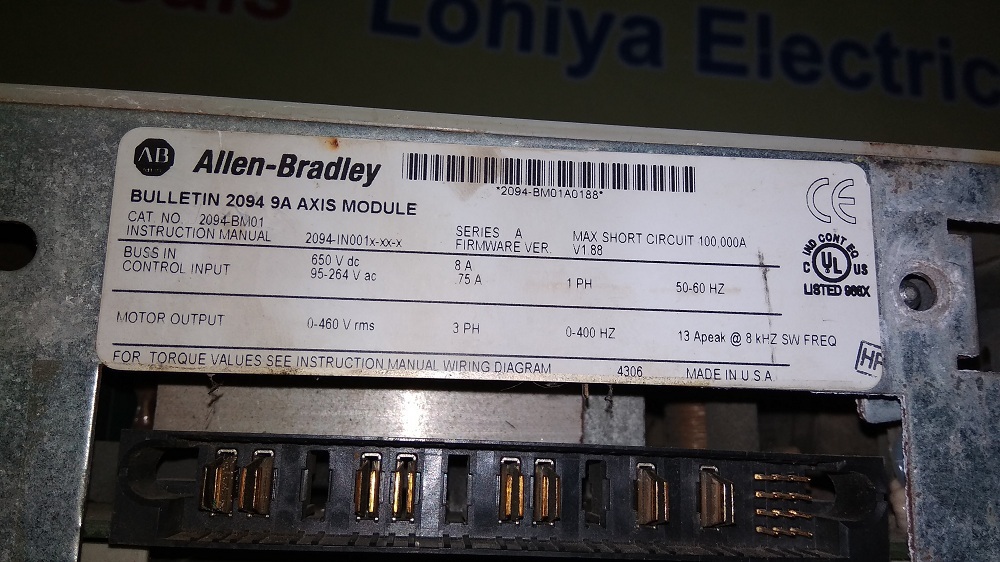 Lohiya Electric
AB
Allen-Bradley
*2094-BM01A0188*
BULLETIN 2094 9A AXIS MODULE
CAT. NO. 2094-BM01 SERIES A MAX SHORT CIRCUIT 100,000A
INSTRUCTION MANUAL 2094-IN001x-xx-x FIRMWARE VER. V1.88
BUSS IN 650 V dc 8 A
CONTROL INPUT 95-264 V ac .75 A 1 PH 50-60 HZ
MOTOR OUTPUT 0-460 V rms 3 PH 0-400 HZ 13 Apeak @ 8 kHZ SW FREQ
FOR TORQUE VALUES SEE INSTRUCTION MANUAL WIRING DIAGRAM 4306 MADE IN U S A
CE
IND CONT EQ
C UL US
LISTED 966X
HP